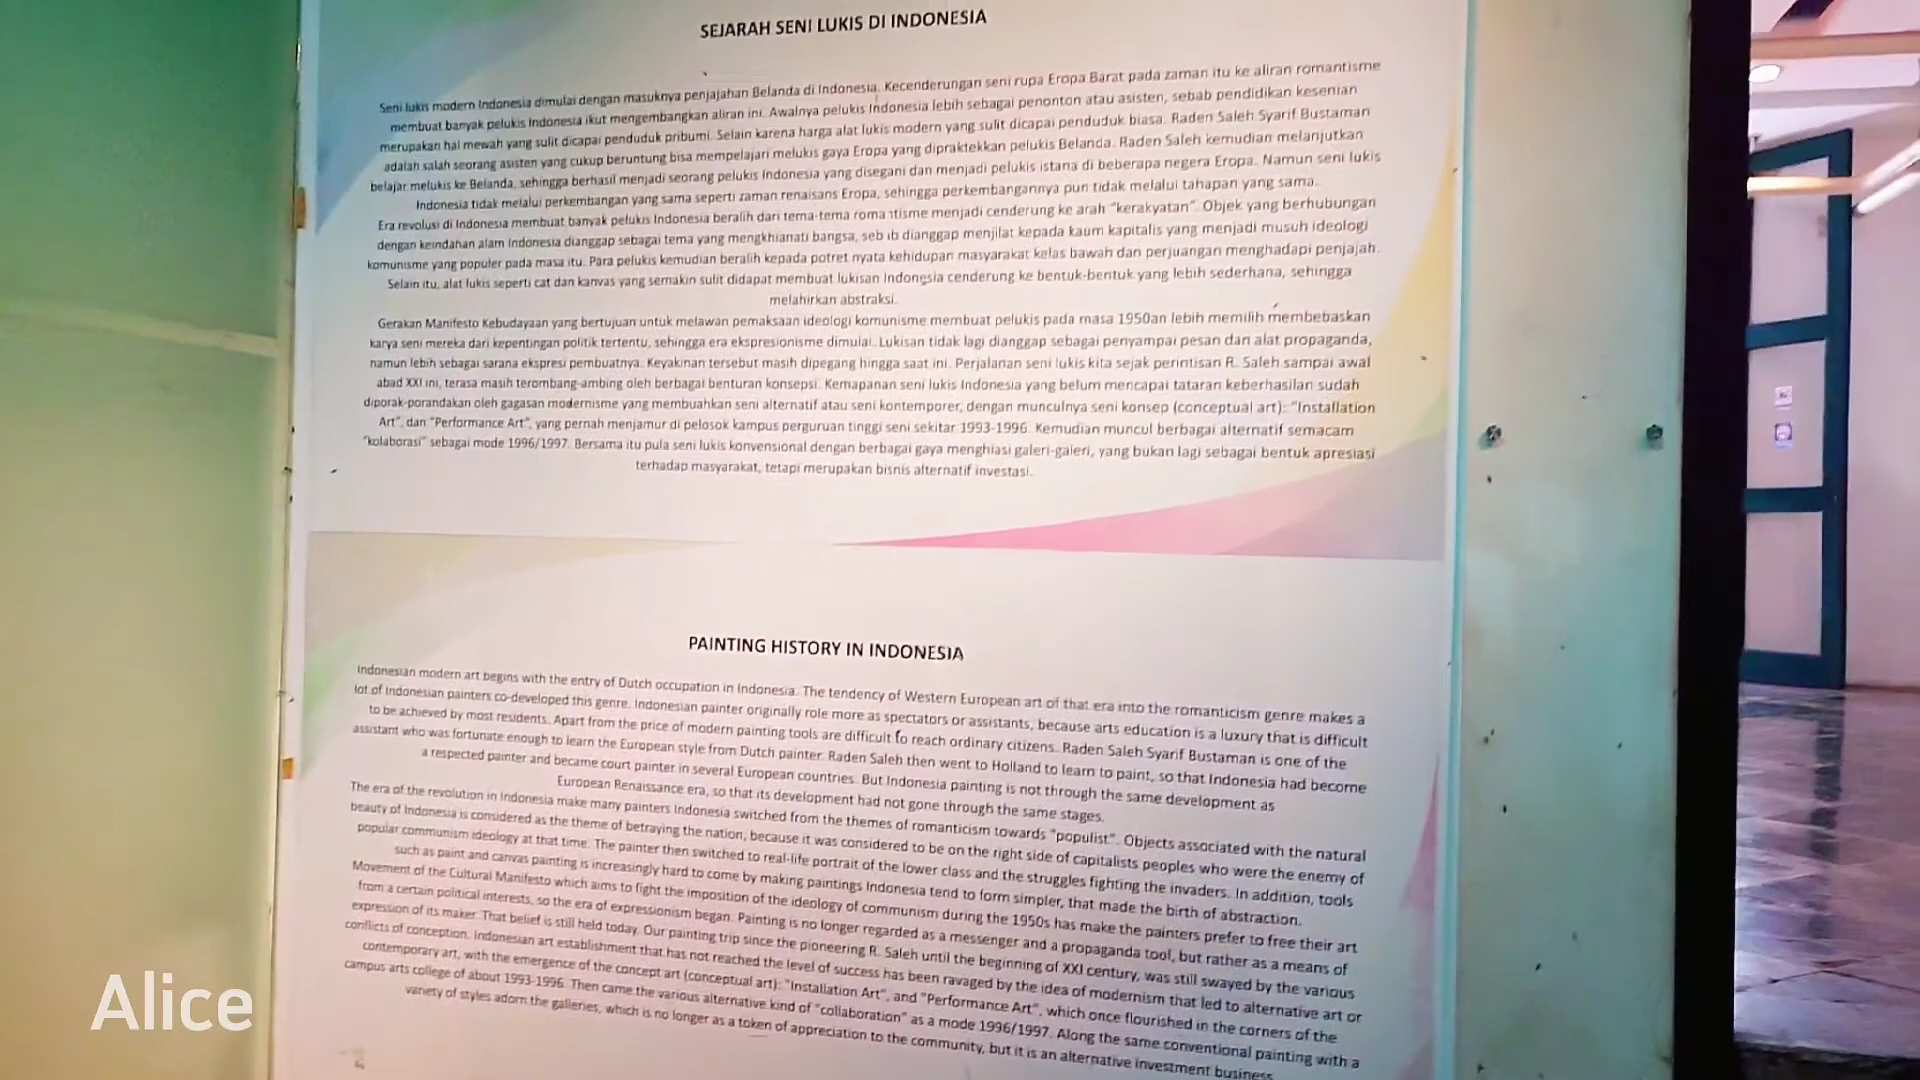 SEJARAH SENI LUKIS DI INDONESIA
Seni lukis modern Indonesia dimulai dengan masuknya penjajahan Belanda di Indonesia. Kecenderungan seni rupa Eropa Barat pada zaman itu ke aliran romantisme
membuat banyak pelukis Indonesia ikut mengembangkan aliran ini. Awalnya pelukis Indonesia lebih sebagai penonton atau asisten, sebab pendidikan kesenian
merupakan hal mewah yang sulit dicapai penduduk pribumi. Selain karena harga alat lukis modern yang sulit dicapai penduduk biasa. Raden Saleh Syarif Bustaman
adalah salah seorang asisten yang cukup beruntung bisa mempelajari melukis gaya Eropa yang dipraktekkan pelukis Belanda. Raden Saleh kemudian melanjutkan
belajar melukis ke Belanda, sehingga berhasil menjadi seorang pelukis Indonesia yang disegani dan menjadi pelukis istana di beberapa negera Eropa. Namun seni lukis
Indonesia tidak melalui perkembangan yang sama seperti zaman renaisans Eropa, sehingga perkembangannya pun tidak melalui tahapan yang sama.
Era revolusi di Indonesia membuat banyak pelukis Indonesia beralih dari tema-tema romantisme menjadi cenderung ke arah "kerakyatan". Objek yang berhubungan
dengan keindahan alam Indonesia dianggap sebagai tema yang mengkhianati bangsa, sebab dianggap menjilat kepada kaum kapitalis yang menjadi musuh ideologi
komunisme yang populer pada masa itu. Para pelukis kemudian beralih kepada potret nyata kehidupan masyarakat kelas bawah dan perjuangan menghadapi penjajah.
Selain itu, alat lukis seperti cat dan kanvas yang semakin sulit didapat membuat lukisan Indonesia cenderung ke bentuk-bentuk yang lebih sederhana, sehingga
melahirkan abstraksi.
Gerakan Manifesto Kebudayaan yang bertujuan untuk melawan pemaksaan ideologi komunisme membuat pelukis pada masa 1950an lebih memilih membebaskan
karya seni mereka dari kepentingan politik tertentu, sehingga era ekspresionisme dimulai. Lukisan tidak lagi dianggap sebagai penyampai pesan dan alat propaganda,
namun lebih sebagai sarana ekspresi pembuatnya. Keyakinan tersebut masih dipegang hingga saat ini. Perjalanan seni lukis kita sejak perintisan R. Saleh sampai awal
abad XXI ini, terasa masih terombang-ambing oleh berbagai benturan konsepsi. Kemapanan seni lukis Indonesia yang belum mencapai tataran keberhasilan sudah
diporak-porandakan oleh gagasan modernisme yang membuahkan seni alternatif atau seni kontemporer, dengan munculnya seni konsep (conceptual art): "Installation
Art", dan "Performance Art", yang pernah menjamur di pelosok kampus perguruan tinggi seni sekitar 1993-1996. Kemudian muncul berbagai alternatif semacam
"kolaborasi" sebagai mode 1996/1997. Bersama itu pula seni lukis konvensional dengan berbagai gaya menghiasi galeri-galeri, yang bukan lagi sebagai bentuk apresiasi
terhadap masyarakat, tetapi merupakan bisnis alternatif investasi.
PAINTING HISTORY IN INDONESIA
Indonesian modern art begins with the entry of Dutch occupation in Indonesia. The tendency of Western European art of that era into the romanticism genre makes a
lot of Indonesian painters co-developed this genre. Indonesian painter originally role more as spectators or assistants, because arts education is a luxury that is difficult
to be achieved by most residents. Apart from the price of modern painting tools are difficult to reach ordinary citizens. Raden Saleh Syarif Bustaman is one of the
assistant who was fortunate enough to learn the European style from Dutch painter. Raden Saleh then went to Holland to learn to paint, so that Indonesia had become
a respected painter and became court painter in several European countries. But Indonesia painting is not through the same development as
European Renaissance era, so that its development had not gone through the same stages.
The era of the revolution in Indonesia make many painters Indonesia switched from the themes of romanticism towards "populist". Objects associated with the natural
beauty of Indonesia is considered as the theme of betraying the nation, because it was considered to be on the right side of capitalists peoples who were the enemy of
popular communism ideology at that time. The painter then switched to real-life portrait of the lower class and the struggles fighting the invaders. In addition, tools
such as paint and canvas painting is increasingly hard to come by making paintings Indonesia tend to form simpler, that made the birth of abstraction.
Movement of the Cultural Manifesto which aims to fight the imposition of the ideology of communism during the 1950s has make the painters prefer to free their art
from a certain political interests, so the era of expressionism began. Painting is no longer regarded as a messenger and a propaganda tool, but rather as a means of
expression of its maker. That belief is still held today. Our painting trip since the pioneering R. Saleh until the beginning of XXI century, was still swayed by the various
conflicts of conception. Indonesian art establishment that has not reached the level of success has been ravaged by the idea of modernism that led to alternative art or
contemporary art, with the emergence of the concept art (conceptual art): "Installation Art", and "Performance Art", which once flourished in the corners of the
campus arts college of about 1993-1996. Then came the various alternative kind of "collaboration" as a mode 1996/1997. Along the same conventional painting with a
variety of styles adorn the galleries, which is no longer as a token of appreciation to the community, but it is an alternative investment business.
Alice